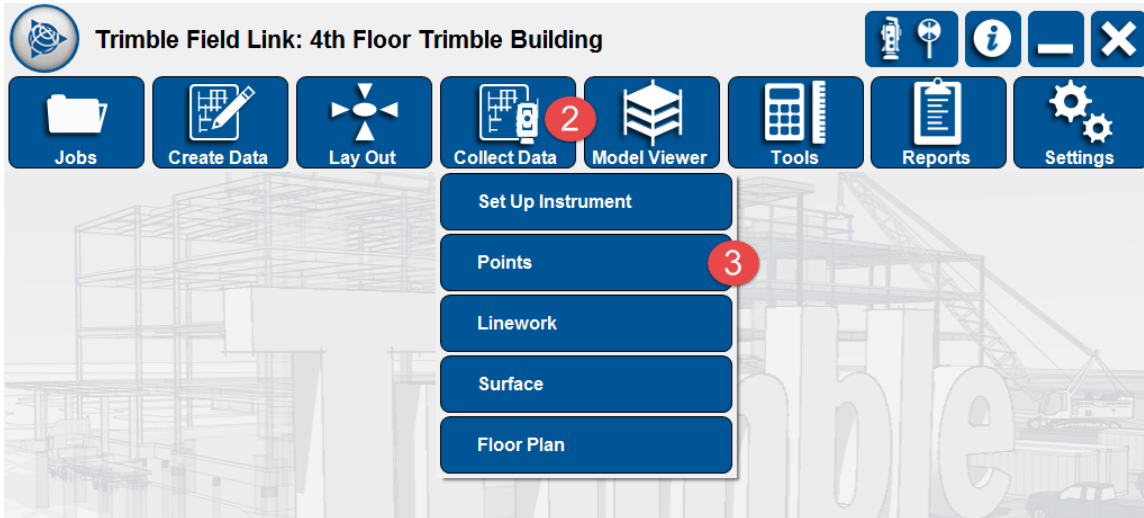 Trimble Field Link: 4th Floor Trimble Building
Jobs
Create Data
Lay Out
Collect Data
2
Model Viewer
Tools
Reports
Settings
Set Up Instrument
Points
3
Linework
Surface
Floor Plan
Trimble